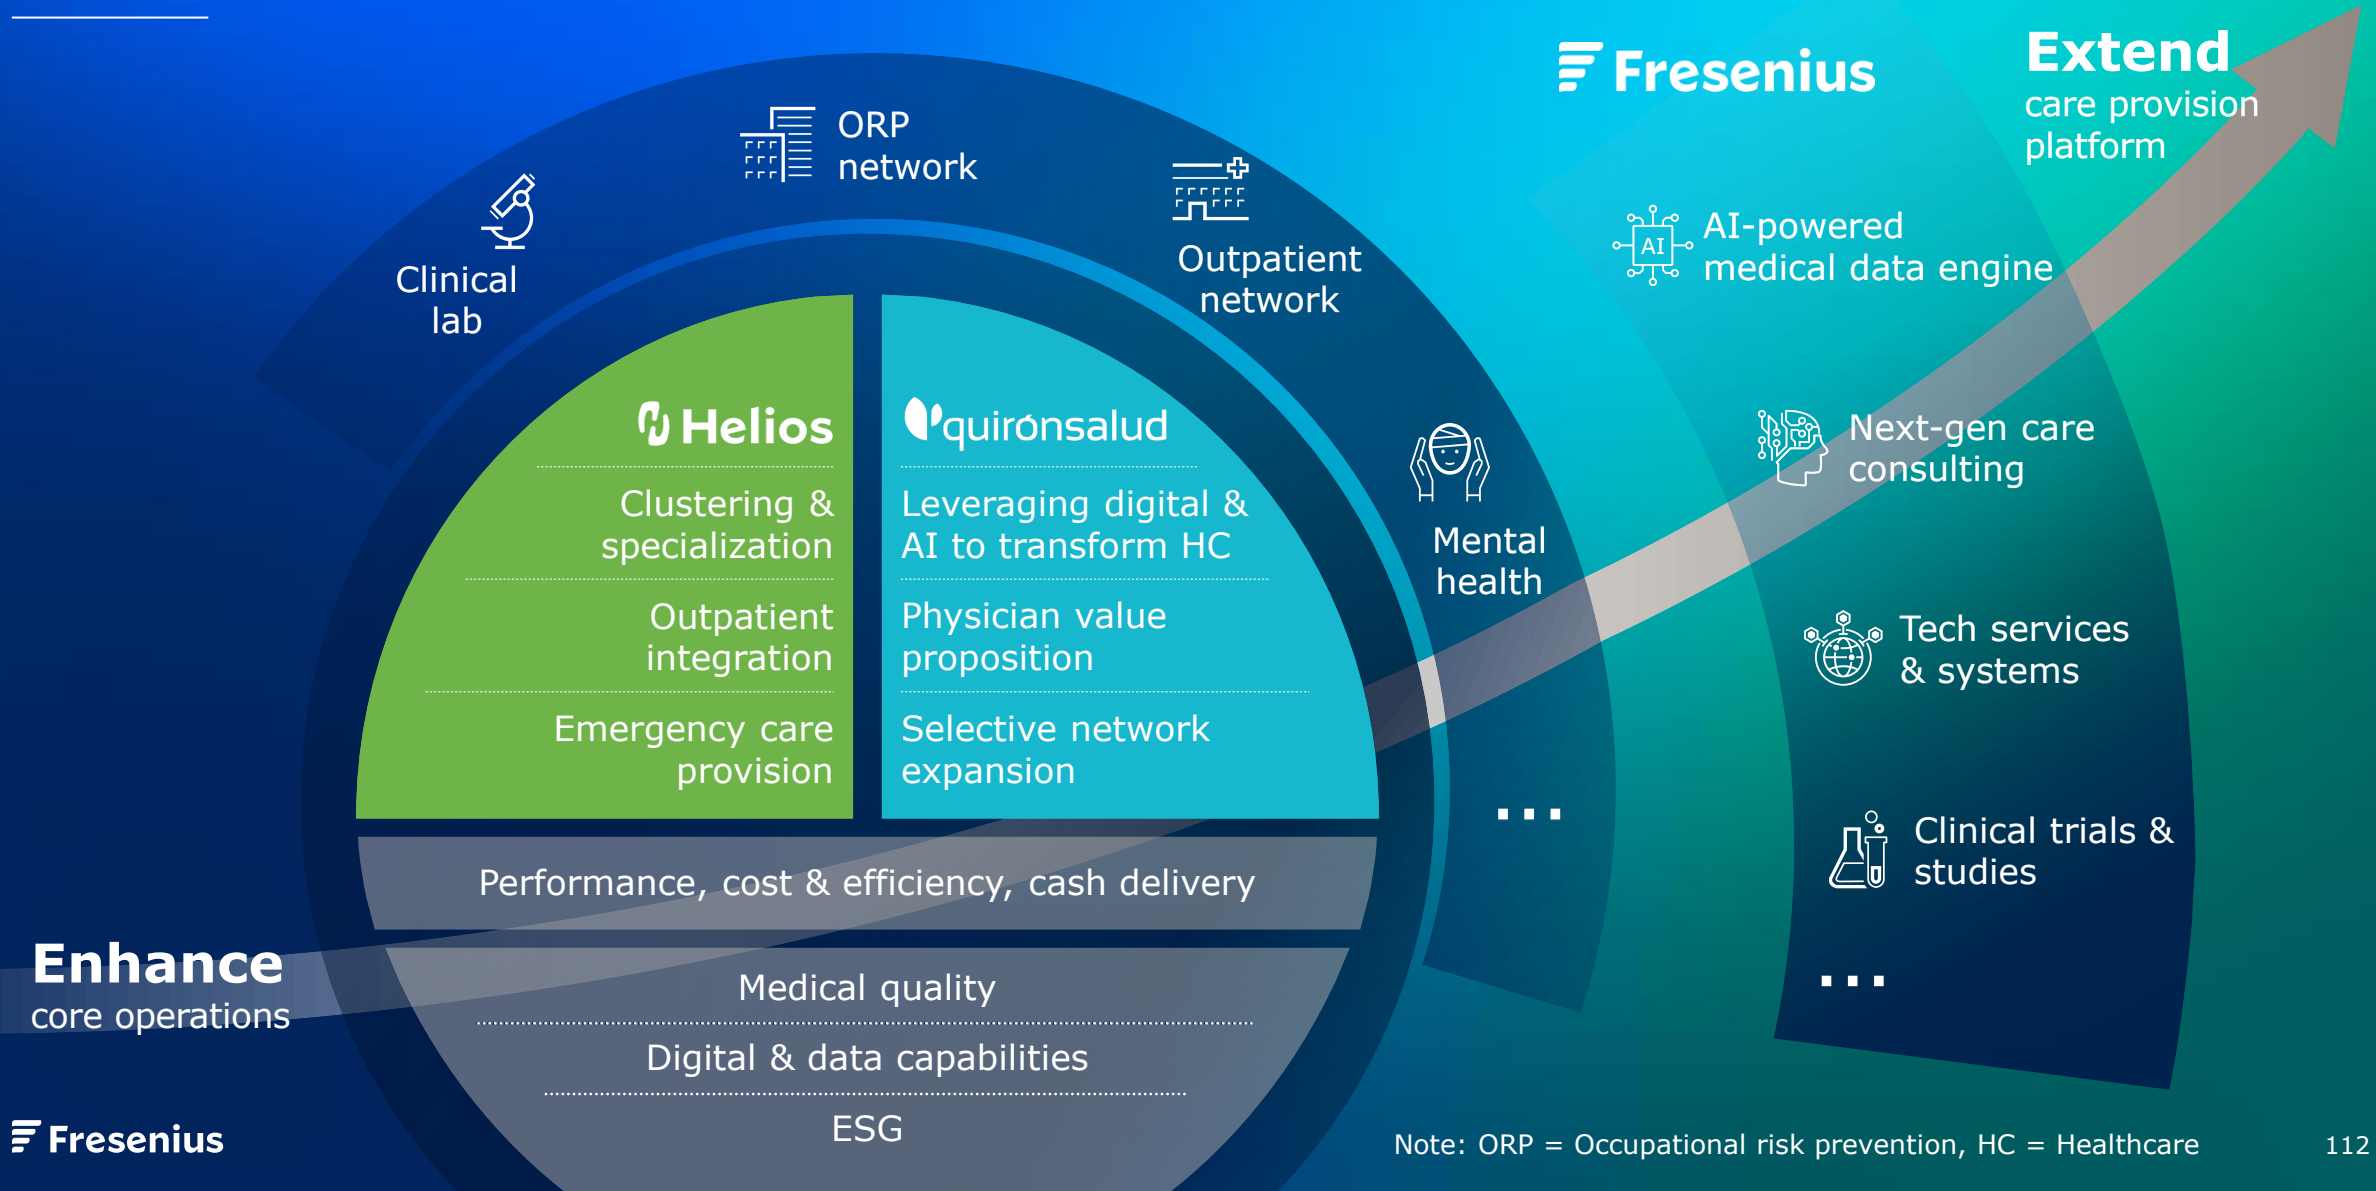 Fresenius
Extend
care provision
platform
ORP
network
Clinical
lab
Outpatient
network
AI
AI-powered
medical data engine
Helios
Clustering &
specialization
Outpatient
integration
Emergency care
provision
quirónsalud
Leveraging digital &
AI to transform HC
Physician value
proposition
Selective network
expansion
Mental
health
...
Next-gen care
consulting
Tech services
& systems
Clinical trials &
studies
...
Performance, cost & efficiency, cash delivery
Medical quality
Digital & data capabilities
ESG
Enhance
core operations
Fresenius
Note: ORP = Occupational risk prevention, HC = Healthcare
112